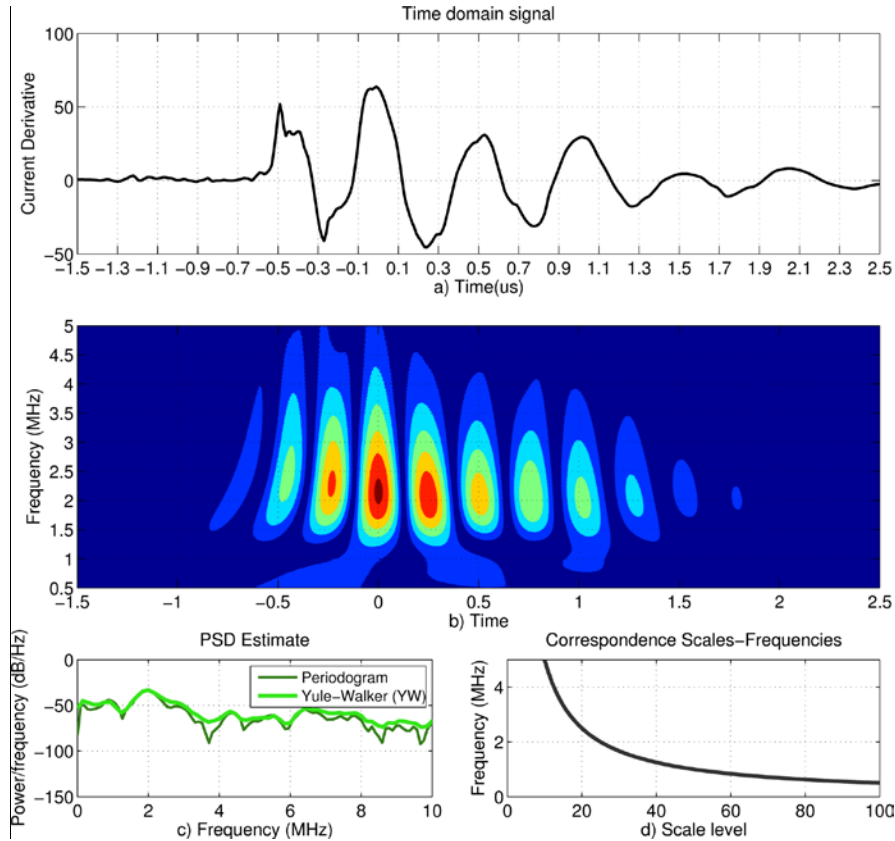 Time domain signal
Current Derivative
100
50
0
−50
−1.5 −1.3 −1.1 −0.9 −0.7 −0.5 −0.3 −0.1 0.1 0.3 0.5 0.7 0.9 1.1 1.3 1.5 1.7 1.9 2.1 2.3 2.5
a) Time(us)
Frequency (MHz)
5
4.5
4
3.5
3
2.5
2
1.5
1
0.5
−1.5 −1 −0.5 0 0.5 1 1.5 2 2.5
b) Time
PSD Estimate
Power/frequency (dB/Hz)
0
−50
−100
−150
Periodogram
Yule−Walker (YW)
0 2 4 6 8 10
c) Frequency (MHz)
Correspondence Scales−Frequencies
Frequency (MHz)
4
2
0
0 20 40 60 80 100
d) Scale level